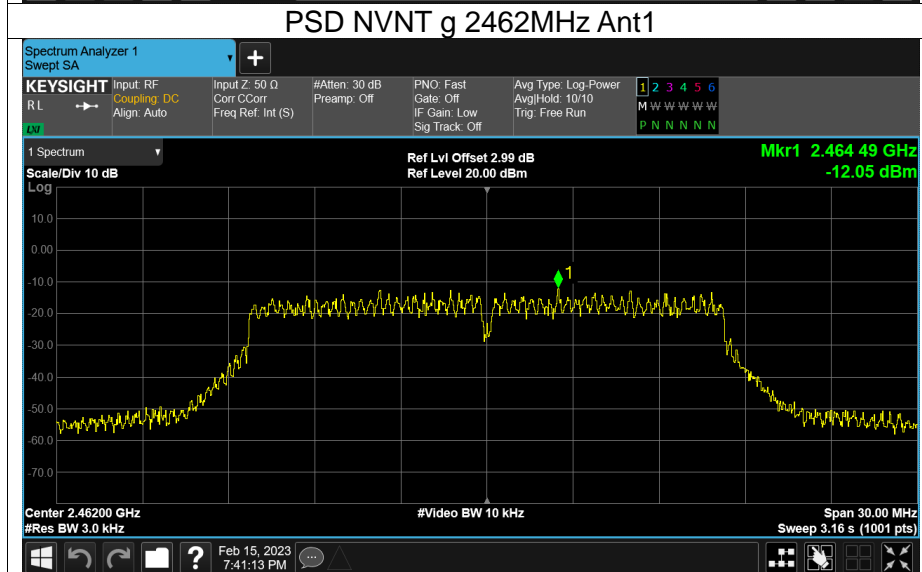 PSD NVNT g 2462MHz Ant1
Spectrum Analyzer 1
Swept SA
+
KEYSIGHT
R L
LXI
Input: RF
Coupling: DC
Align: Auto
Input Z: 50 Ω
Corr CCorr
Freq Ref: Int (S)
#Atten: 30 dB
Preamp: Off
PNO: Fast
Gate: Off
IF Gain: Low
Sig Track: Off
Avg Type: Log-Power
Avg|Hold: 10/10
Trig: Free Run
1 2 3 4 5 6
M W W W W W
P N N N N N
1 Spectrum
Scale/Div 10 dB
Ref Lvl Offset 2.99 dB
Ref Level 20.00 dBm
Mkr1 2.464 49 GHz
-12.05 dBm
Log
10.0
0.00
-10.0
-20.0
-30.0
-40.0
-50.0
-60.0
-70.0
1
Center 2.46200 GHz
#Res BW 3.0 kHz
#Video BW 10 kHz
Span 30.00 MHz
Sweep 3.16 s (1001 pts)
?
Feb 15, 2023
7:41:13 PM